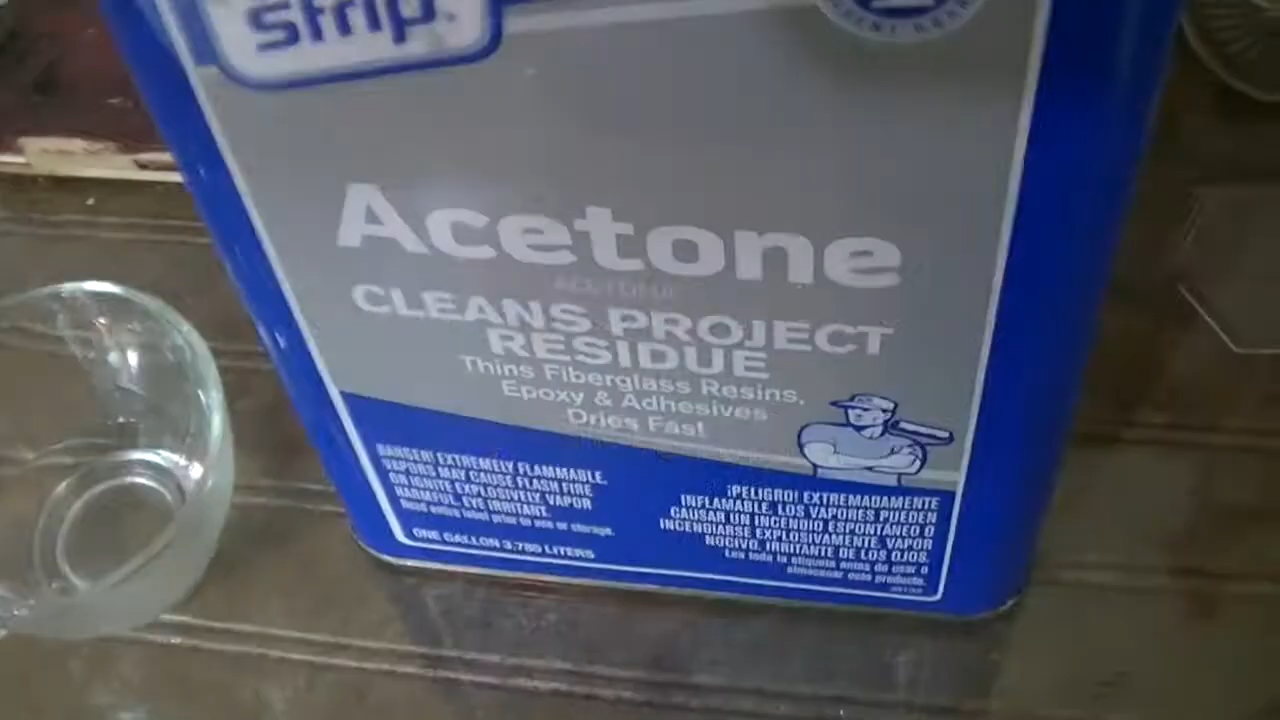 Strip.
Acetone
CLEANS PROJECT
RESIDUE
Thins Fiberglass Resins,
Epoxy & Adhesives
Dries Fast
DANGER! EXTREMELY FLAMMABLE.
VAPORS MAY CAUSE FLASH FIRE
OR IGNITE EXPLOSIVELY. VAPOR
HARMFUL. EYE IRRITANT.
Read entire label prior to use or storage.
ONE GALLON 3.785 LITERS
¡PELIGRO! EXTREMADAMENTE
INFLAMABLE. LOS VAPORES PUEDEN
CAUSAR UN INCENDIO ESPONTÁNEO O
INCENDIARSE EXPLOSIVAMENTE. VAPOR
NOCIVO. IRRITANTE DE LOS OJOS.
Lea toda la etiqueta antes de usar o
almacenar este producto.